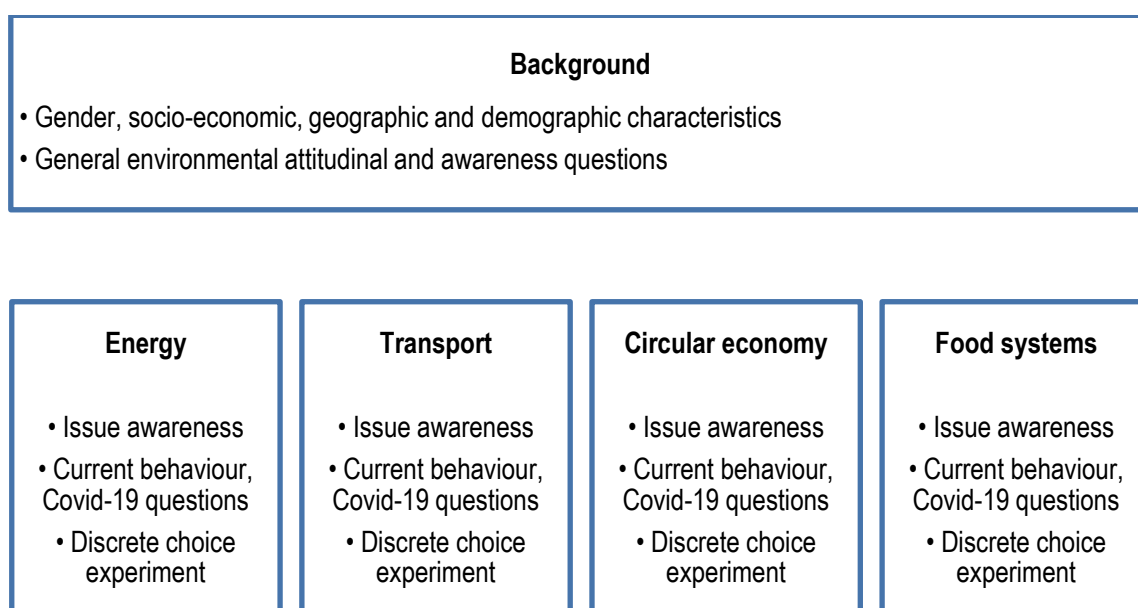 Background
• Gender, socio-economic, geographic and demographic characteristics
• General environmental attitudinal and awareness questions
Energy
• Issue awareness
• Current behaviour,
Covid-19 questions
• Discrete choice
experiment
Transport
• Issue awareness
• Current behaviour,
Covid-19 questions
• Discrete choice
experiment
Circular economy
• Issue awareness
• Current behaviour,
Covid-19 questions
• Discrete choice
experiment
Food systems
• Issue awareness
• Current behaviour,
Covid-19 questions
• Discrete choice
experiment